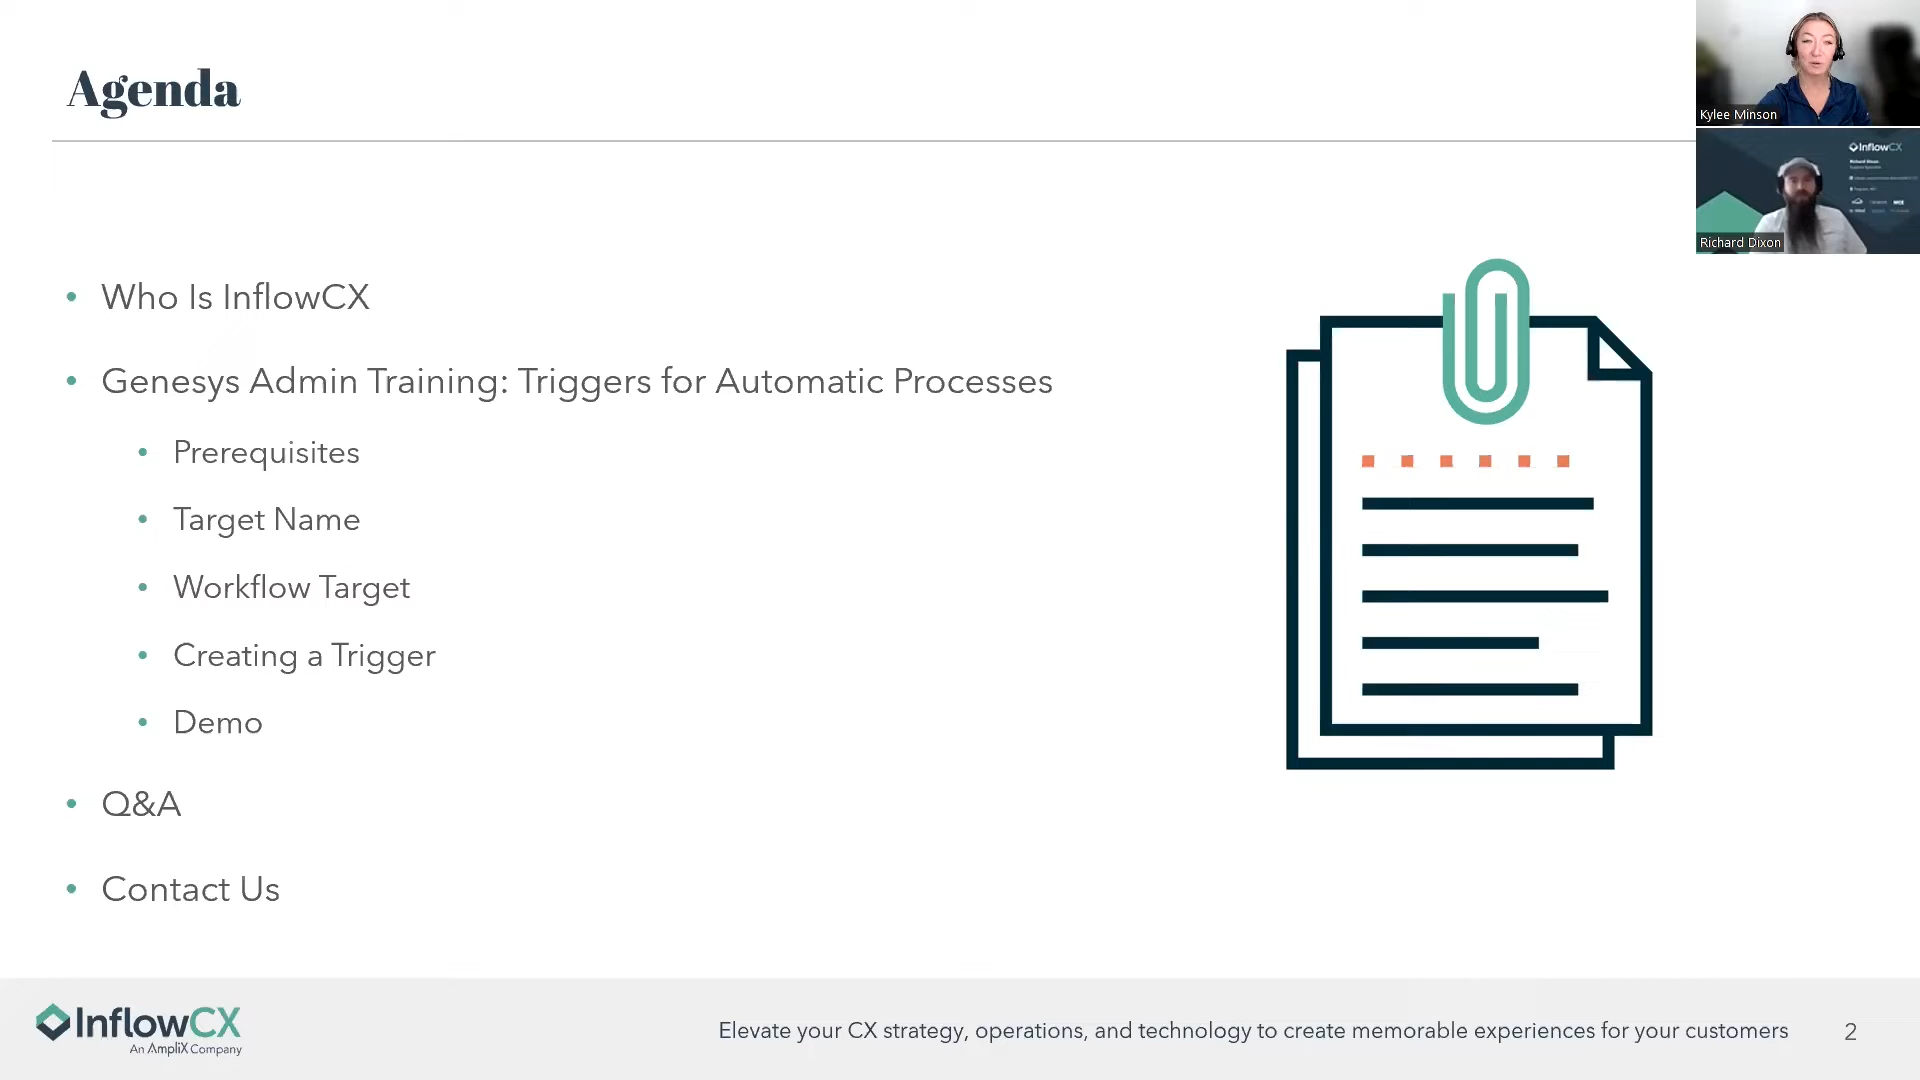 Agenda
Kylee Minson
InflowCX
Richard Dixon
• Who Is InflowCX
• Genesys Admin Training: Triggers for Automatic Processes
• Prerequisites
• Target Name
• Workflow Target
• Creating a Trigger
• Demo
• Q&A
• Contact Us
InflowCX
An AmpliX Company
Elevate your CX strategy, operations, and technology to create memorable experiences for your customers
2